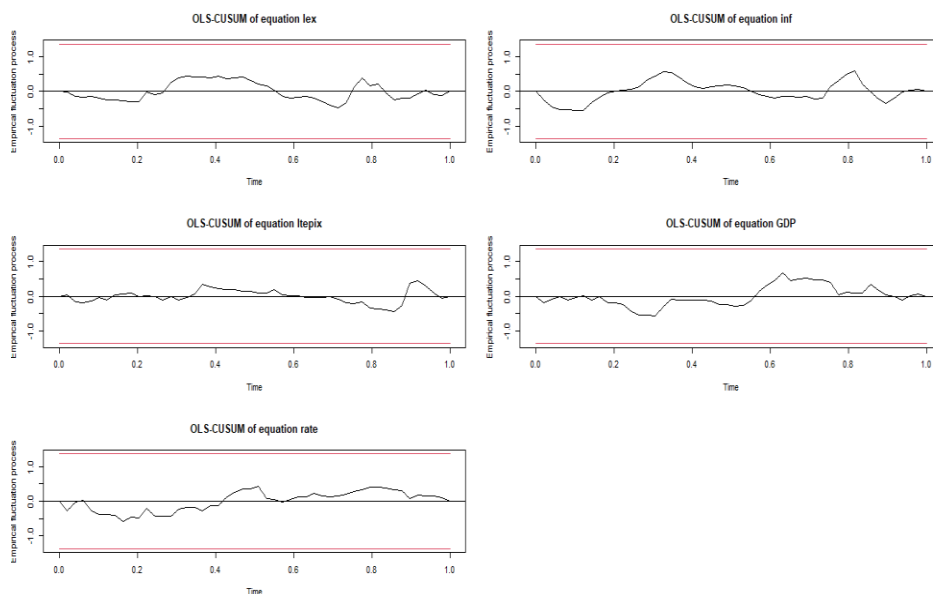 OLS-CUSUM of equation lex
Empirical fluctuation process
1.0
0.0
-1.0
0.0 0.2 0.4 0.6 0.8 1.0
Time
OLS-CUSUM of equation inf
Empirical fluctuation process
1.0
0.0
-1.0
0.0 0.2 0.4 0.6 0.8 1.0
Time
OLS-CUSUM of equation ltepix
Empirical fluctuation process
1.0
0.0
-1.0
0.0 0.2 0.4 0.6 0.8 1.0
Time
OLS-CUSUM of equation GDP
Empirical fluctuation process
1.0
0.0
-1.0
0.0 0.2 0.4 0.6 0.8 1.0
Time
OLS-CUSUM of equation rate
Empirical fluctuation process
1.0
0.0
-1.0
0.0 0.2 0.4 0.6 0.8 1.0
Time